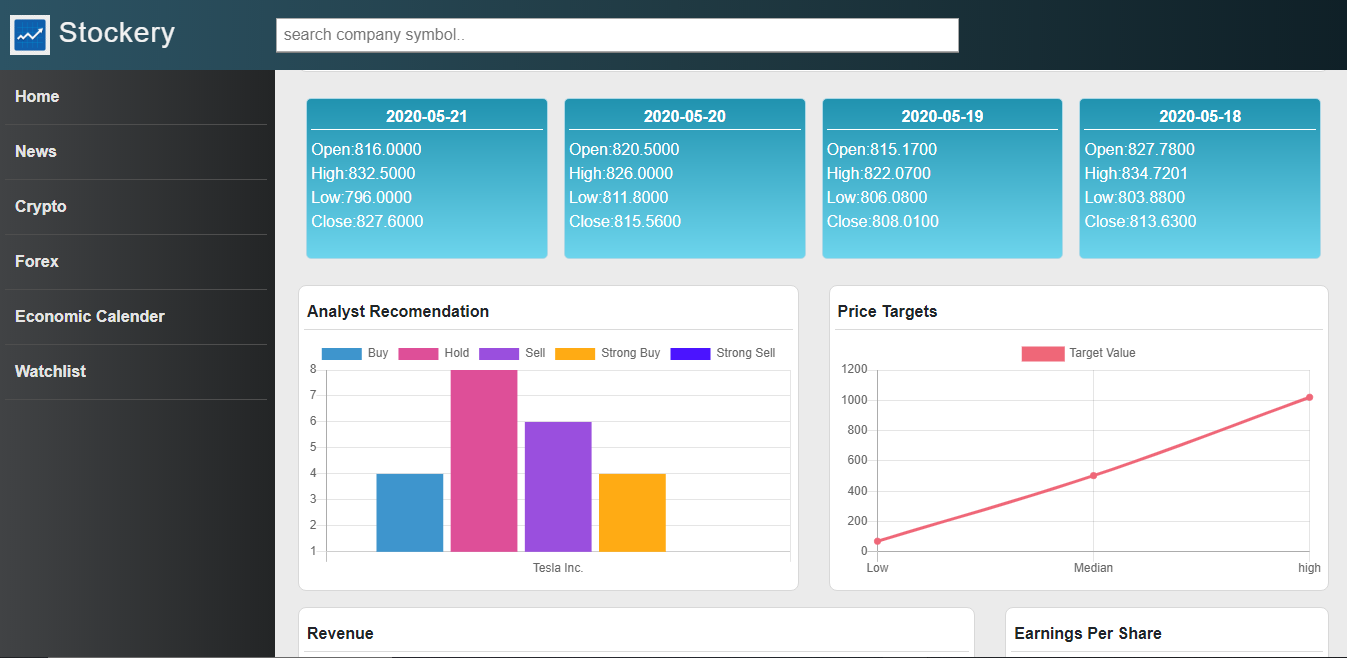 Stockery
search company symbol..
Home
News
Crypto
Forex
Economic Calender
Watchlist
2020-05-21
Open:816.0000
High:832.5000
Low:796.0000
Close:827.6000
2020-05-20
Open:820.5000
High:826.0000
Low:811.8000
Close:815.5600
2020-05-19
Open:815.1700
High:822.0700
Low:806.0800
Close:808.0100
2020-05-18
Open:827.7800
High:834.7201
Low:803.8800
Close:813.6300
Analyst Recomendation
Buy Hold Sell Strong Buy Strong Sell
8
7
6
5
4
3
2
1
Tesla Inc.
Price Targets
Target Value
1200
1000
800
600
400
200
0
Low Median high
Revenue
Earnings Per Share